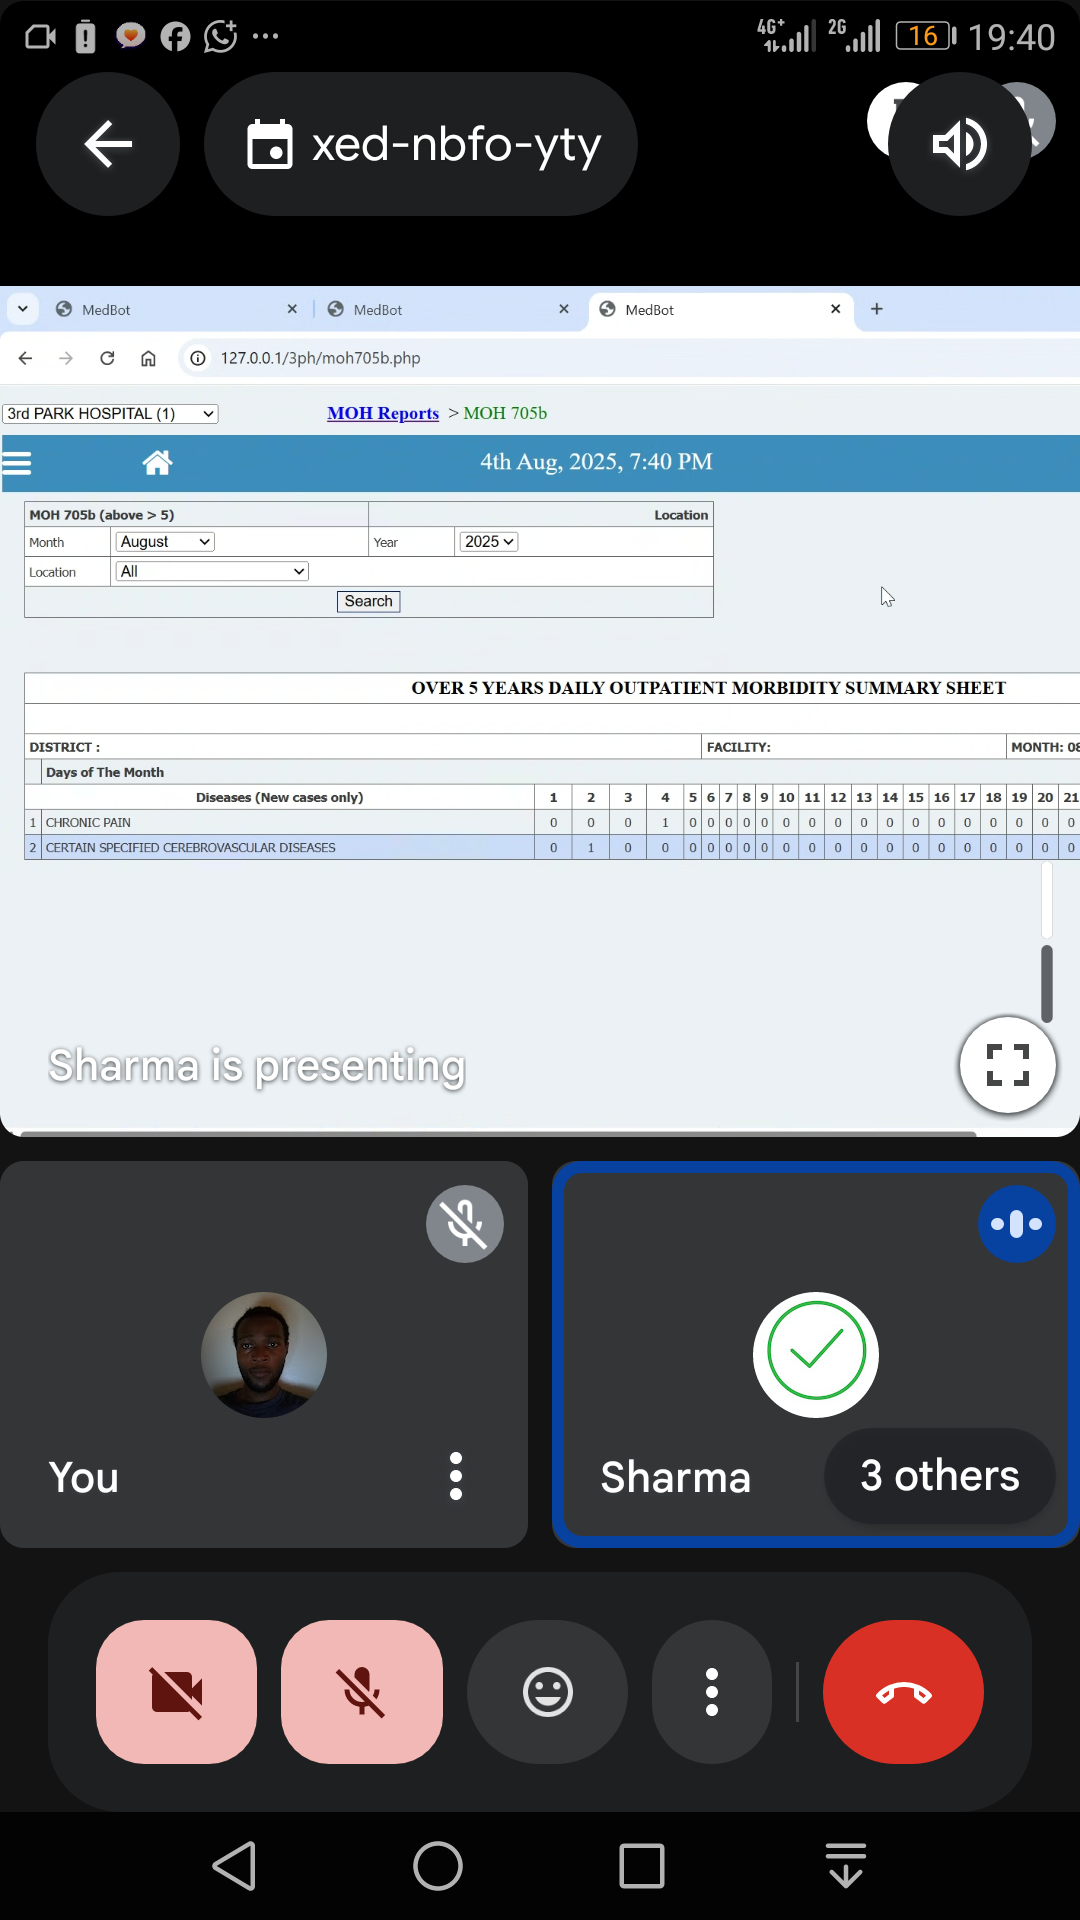 4G+ 2G 16 19:40
xed-nbfo-yty
MedBot MedBot MedBot
127.0.0.1/3ph/moh705b.php
3rd PARK HOSPITAL (1) MOH Reports > MOH 705b
4th Aug, 2025, 7:40 PM
MOH 705b (above > 5) Location
Month August Year 2025
Location All
Search
OVER 5 YEARS DAILY OUTPATIENT MORBIDITY SUMMARY SHEET
DISTRICT : FACILITY: MONTH: 08
Days of The Month
Diseases (New cases only) 1 2 3 4 5 6 7 8 9 10 11 12 13 14 15 16 17 18 19 20 21
1 CHRONIC PAIN 0 0 0 1 0 0 0 0 0 0 0 0 0 0 0 0 0 0 0 0 0
2 CERTAIN SPECIFIED CEREBROVASCULAR DISEASES 0 1 0 0 0 0 0 0 0 0 0 0 0 0 0 0 0 0 0 0 0
Sharma is presenting
You Sharma 3 others